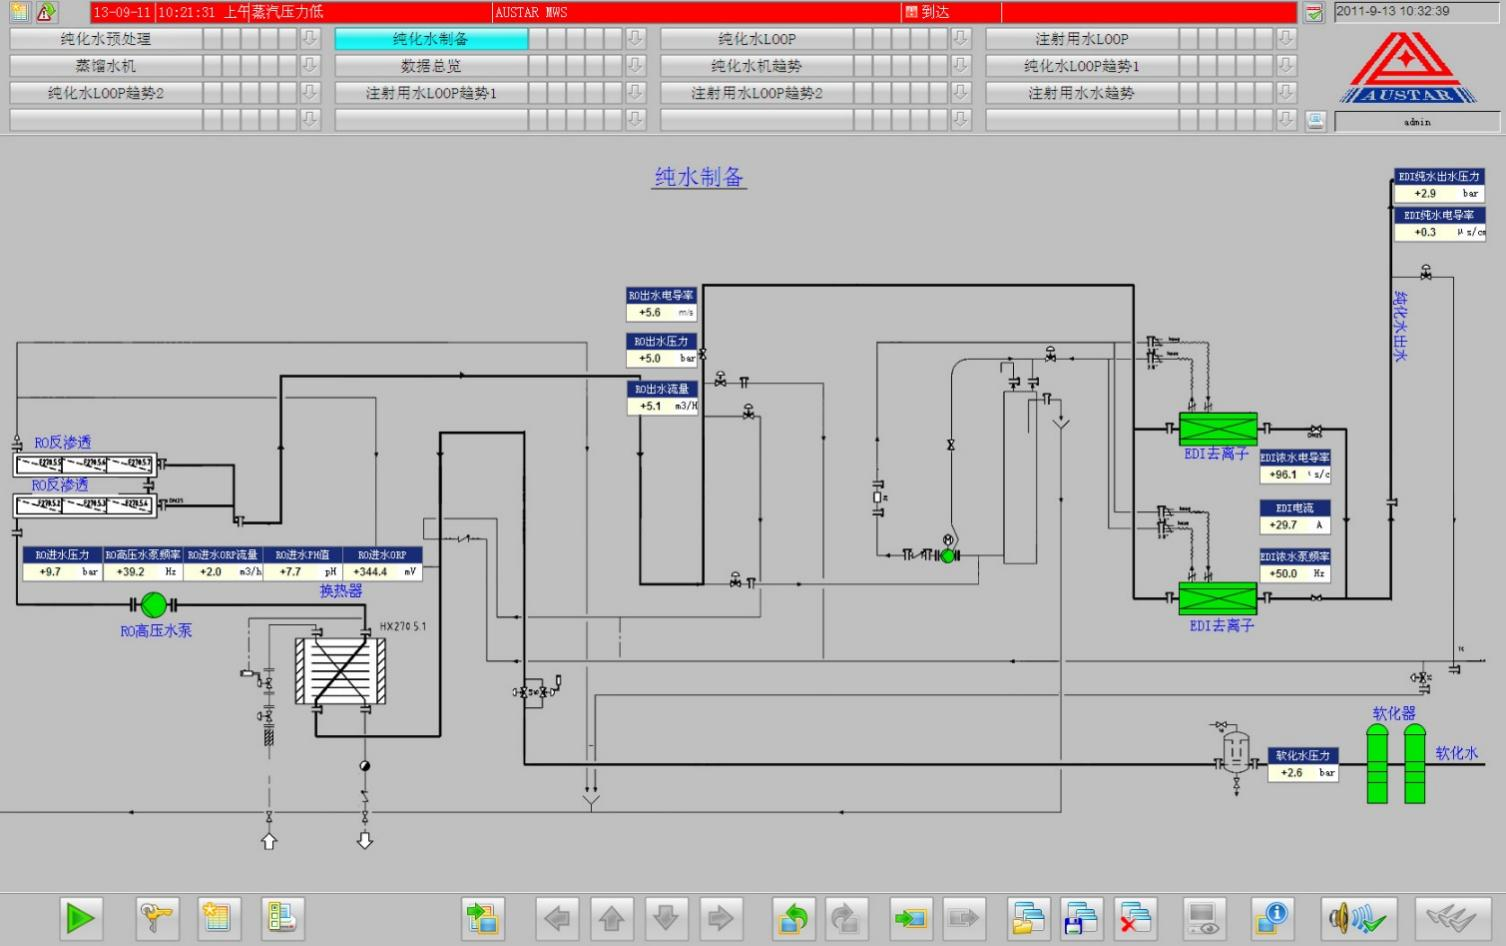 13-09-11 10:21:31 上午 蒸汽压力低 AUSTAR MWS 到达 2011-9-13 10:32:39
纯化水预处理 纯化水制备 纯化水LOOP 注射用水LOOP
蒸馏水机 数据总览 纯化水机趋势 纯化水LOOP趋势1
纯化水LOOP趋势2 注射用水LOOP趋势1 注射用水LOOP趋势2 注射用水水趋势
AUSTAR
admin
纯水制备
EDI纯水出水压力
+2.9 bar
EDI纯水电导率
+0.3 μs/cm
纯化水出水
RO出水电导率
+5.6 m/s
RO出水压力
+5.0 bar
RO出水流量
+5.1 m3/H
RO反渗透
RO反渗透
EDI去离子
EDI浓水电导率
+96.1
EDI电流
+29.7 A
EDI浓水泵频率
+50.0 Hz
EDI去离子
RO进水压力 RO高压水泵频率 RO进水ORP流量 RO进水PH值 RO进水ORP
+9.7 bar +39.2 Hz +2.0 m3/h +7.7 pH +344.4 mV
换热器
RO高压水泵
HX270.5.1
M
软化器
软化水压力
+2.6 bar
软化水